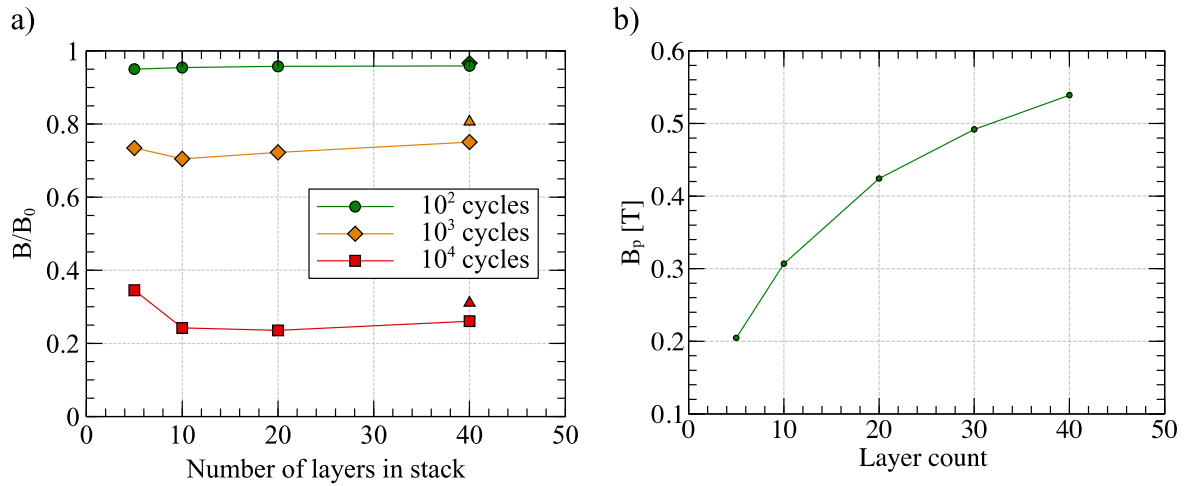 a)
1
0.8
0.6
0.4
0.2
0
B/B₀
0 10 20 30 40 50
Number of layers in stack
10² cycles
10³ cycles
10⁴ cycles
b)
0.6
0.5
0.4
0.3
0.2
0.1
Bₚ [T]
0 10 20 30 40 50
Layer count